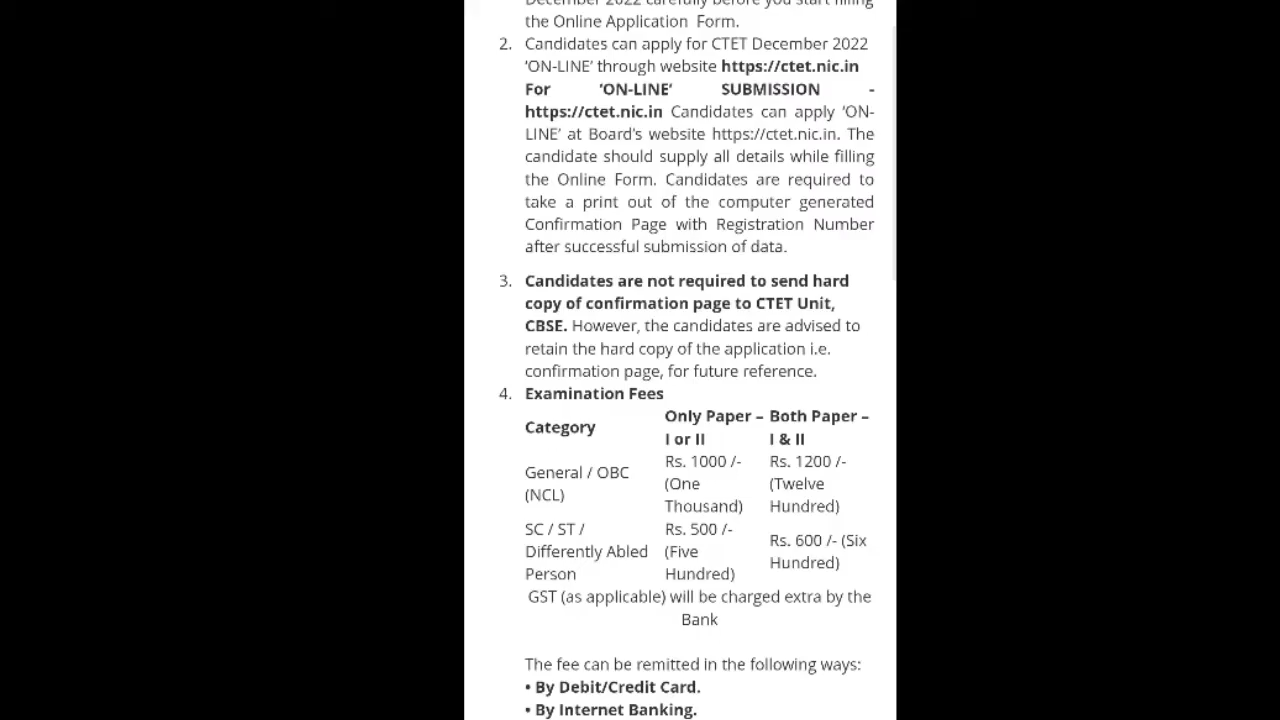 December 2022 carefully before you start filling
the Online Application Form.
2. Candidates can apply for CTET December 2022
‘ON-LINE’ through website https://ctet.nic.in
For ‘ON-LINE’ SUBMISSION -
https://ctet.nic.in Candidates can apply ‘ON-
LINE’ at Board’s website https://ctet.nic.in. The
candidate should supply all details while filling
the Online Form. Candidates are required to
take a print out of the computer generated
Confirmation Page with Registration Number
after successful submission of data.
3. Candidates are not required to send hard
copy of confirmation page to CTET Unit,
CBSE. However, the candidates are advised to
retain the hard copy of the application i.e.
confirmation page, for future reference.
4. Examination Fees
Category
Only Paper –
I or II
Both Paper –
I & II
General / OBC
(NCL)
Rs. 1000 /-
(One
Thousand)
Rs. 1200 /-
(Twelve
Hundred)
SC / ST /
Differently Abled
Person
Rs. 500 /-
(Five
Hundred)
Rs. 600 /- (Six
Hundred)
GST (as applicable) will be charged extra by the
Bank
The fee can be remitted in the following ways:
• By Debit/Credit Card.
• By Internet Banking.